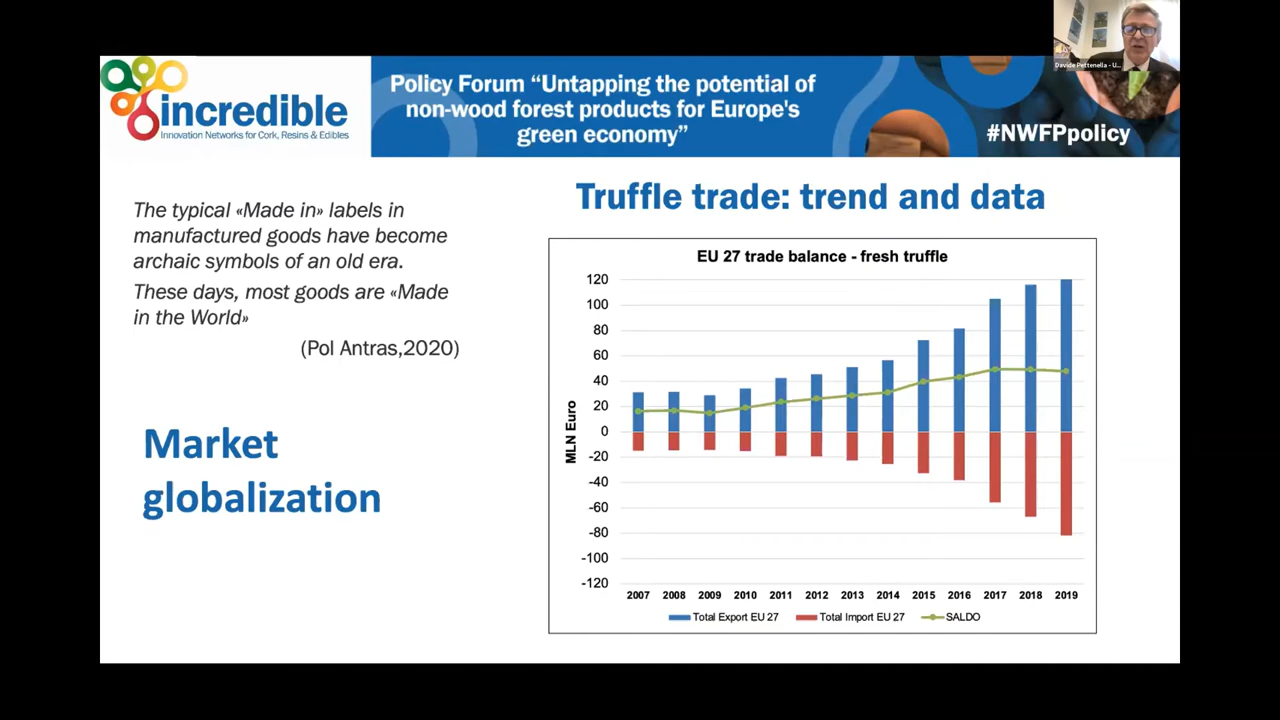 Davide Pettenella - U...
incredible
Innovation Networks for Cork, Resins & Edibles
Policy Forum “Untapping the potential of
non-wood forest products for Europe's
green economy”
#NWFPpolicy
The typical «Made in» labels in
manufactured goods have become
archaic symbols of an old era.
These days, most goods are «Made
in the World»
(Pol Antras,2020)
Market
globalization
Truffle trade: trend and data
EU 27 trade balance - fresh truffle
MLN Euro
120
100
80
60
40
20
0
-20
-40
-60
-80
-100
-120
2007 2008 2009 2010 2011 2012 2013 2014 2015 2016 2017 2018 2019
Total Export EU 27 Total Import EU 27 SALDO